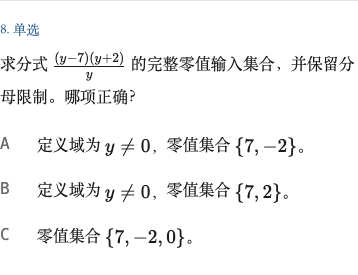 8. 单选
求分式 \frac{(y-7)(y+2)}{y} 的完整零值输入集合，并保留分
母限制。哪项正确?
A 定义域为 y ≠ 0，零值集合 {7, −2}。
B 定义域为 y ≠ 0，零值集合 {7, 2}。
C 零值集合 {7, −2, 0}。